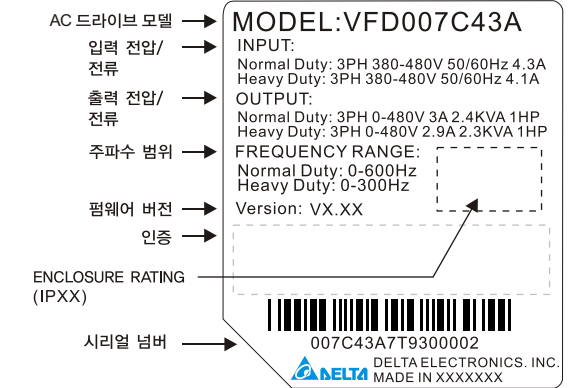 AC 드라이브 모델
MODEL:VFD007C43A
입력 전압/
전류
INPUT:
Normal Duty: 3PH 380-480V 50/60Hz 4.3A
Heavy Duty: 3PH 380-480V 50/60Hz 4.1A
출력 전압/
전류
OUTPUT:
Normal Duty: 3PH 0-480V 3A 2.4KVA 1HP
Heavy Duty: 3PH 0-480V 2.9A 2.3KVA 1HP
주파수 범위
FREQUENCY RANGE:
Normal Duty: 0-600Hz
Heavy Duty: 0-300Hz
펌웨어 버전
Version: VX.XX
인증
ENCLOSURE RATING
(IPXX)
시리얼 넘버
007C43A7T9300002
DELTA
DELTA ELECTRONICS. INC.
MADE IN XXXXXXX